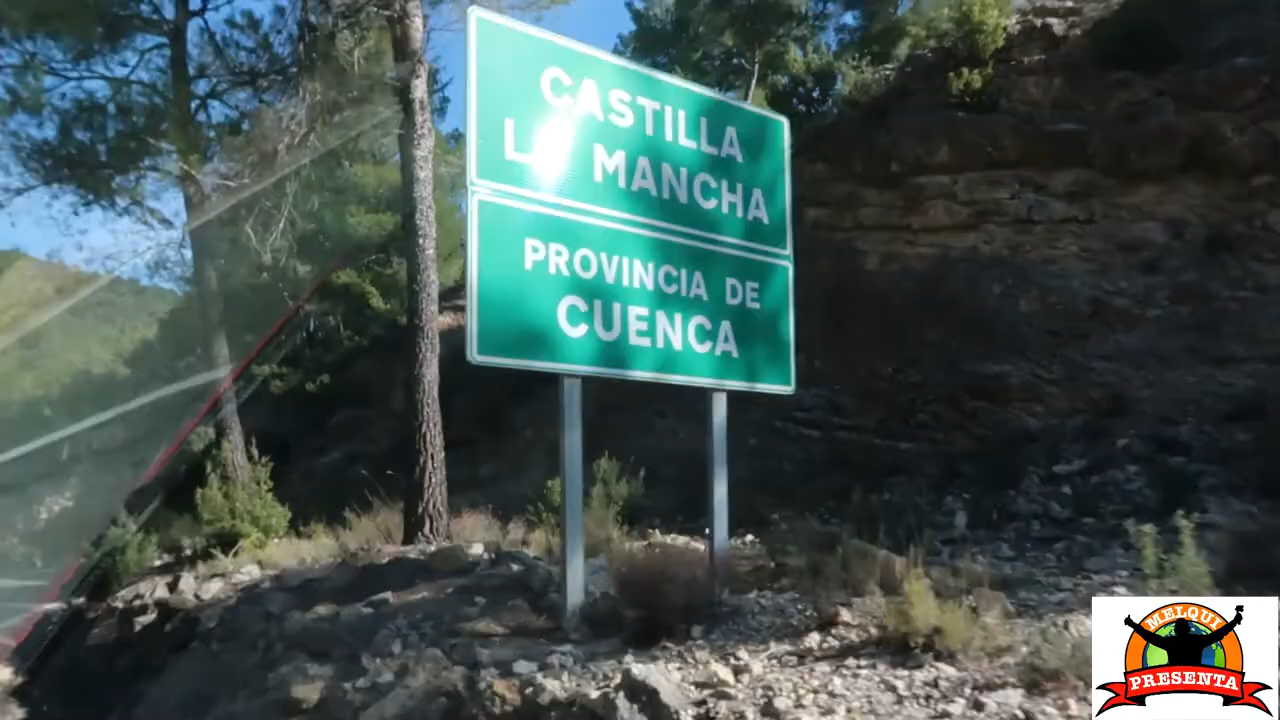 CASTILLA
LA MANCHA
PROVINCIA DE
CUENCA
MELQUI
PRESENTA